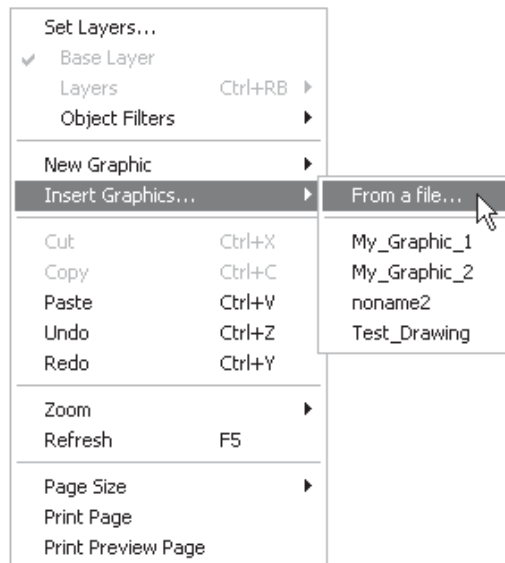 Set Layers...
Base Layer
Layers Ctrl+RB
Object Filters
New Graphic
Insert Graphics...
From a file...
My_Graphic_1
My_Graphic_2
noname2
Test_Drawing
Cut Ctrl+X
Copy Ctrl+C
Paste Ctrl+V
Undo Ctrl+Z
Redo Ctrl+Y
Zoom
Refresh F5
Page Size
Print Page
Print Preview Page